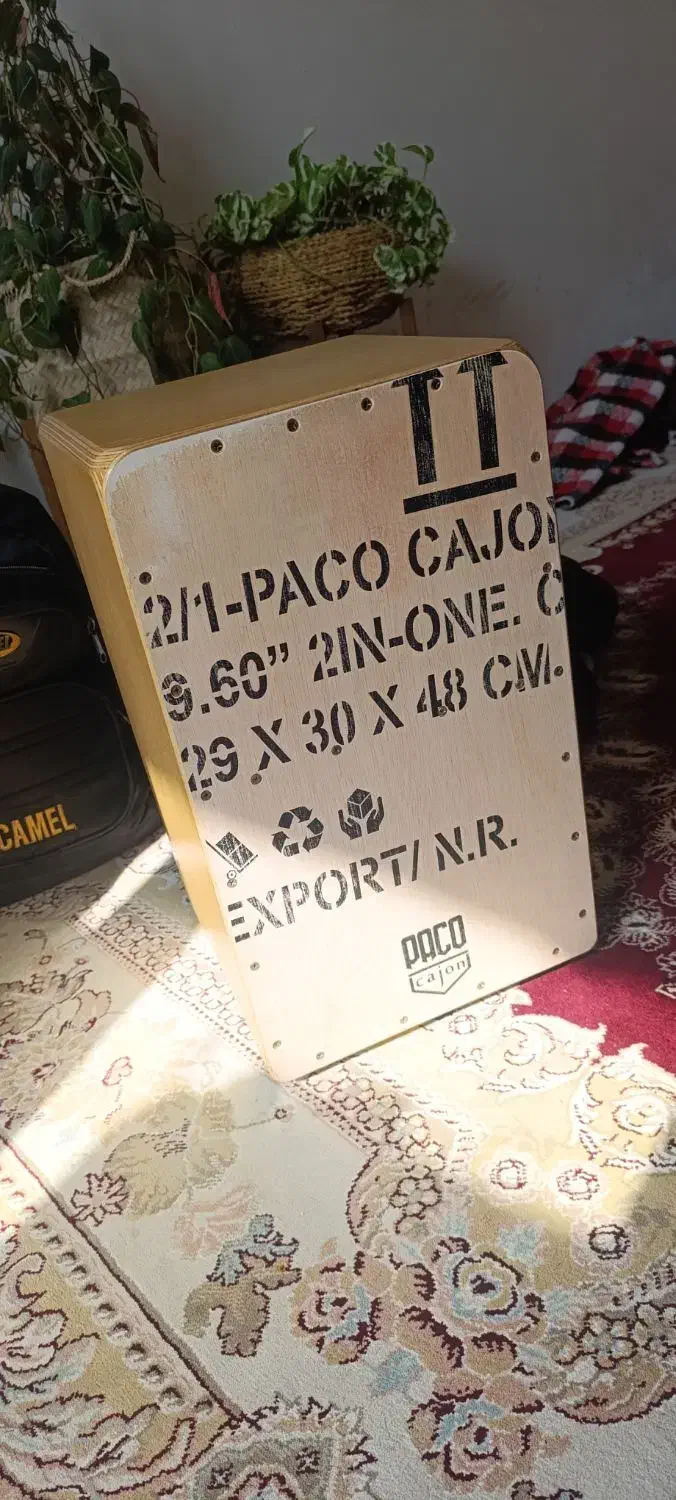 2/1-PACO CAJON
9.60” 2IN-ONE. C
29 X 30 X 48 CM.
EXPORT/ N.R.
PACO
cajon
CAMEL